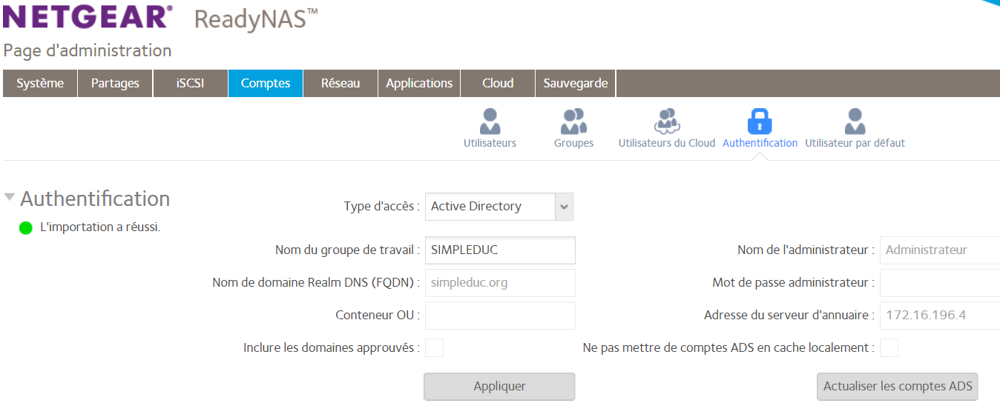 NETGEAR® ReadyNAS™
Page d'administration
Système Partages iSCSI Comptes Réseau Applications Cloud Sauvegarde
Utilisateurs Groupes Utilisateurs du Cloud Authentification Utilisateur par défaut
Authentification
L'importation a réussi.
Type d'accès : Active Directory
Nom du groupe de travail : SIMPLEDUC Nom de l'administrateur : Administrateur
Nom de domaine Realm DNS (FQDN) : simpleduc.org Mot de passe administrateur :
Conteneur OU : Adresse du serveur d'annuaire : 172.16.196.4
Inclure les domaines approuvés : Ne pas mettre de comptes ADS en cache localement :
Appliquer Actualiser les comptes ADS